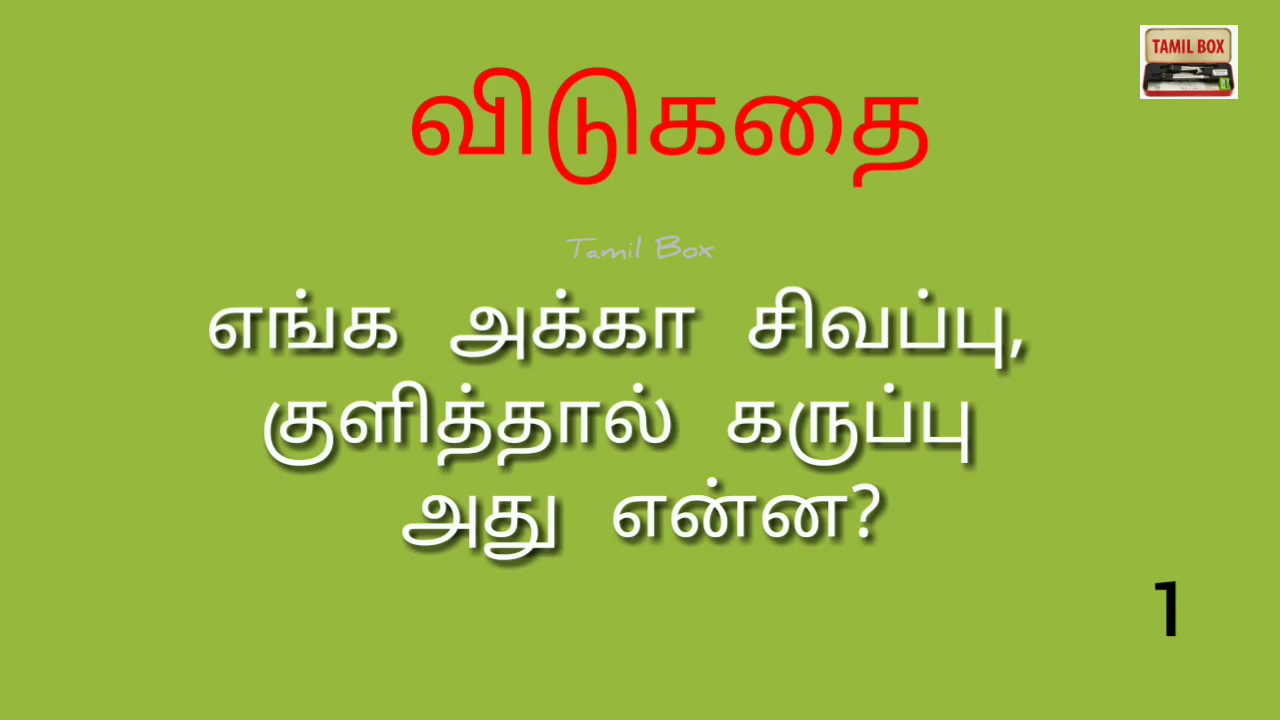 TAMIL BOX
விடுகதை
Tamil Box
எங்க அக்கா சிவப்பு,
குளித்தால் கருப்பு
அது என்ன?
1